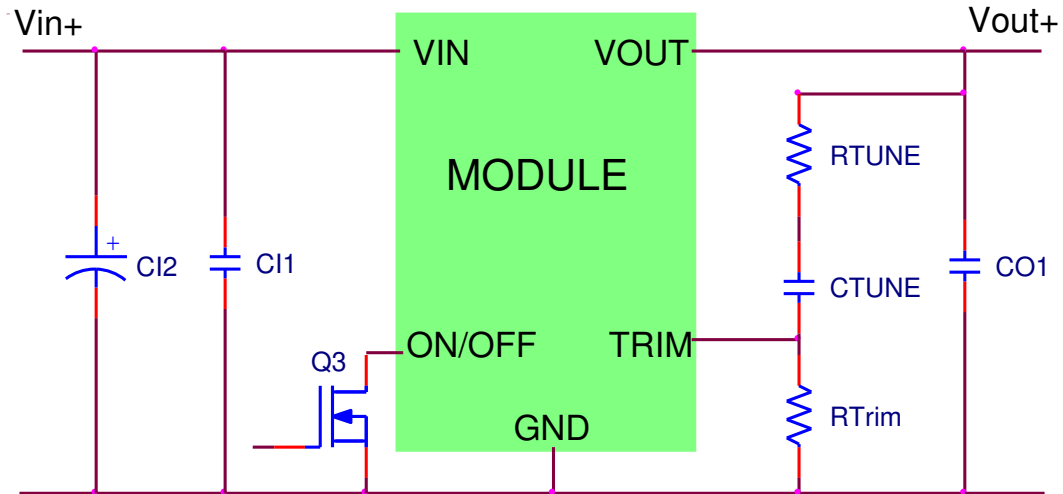 Vin+
Vout+
VIN
VOUT
MODULE
RTUNE
+
CI2
CI1
CTUNE
CO1
ON/OFF
TRIM
Q3
RTrim
GND